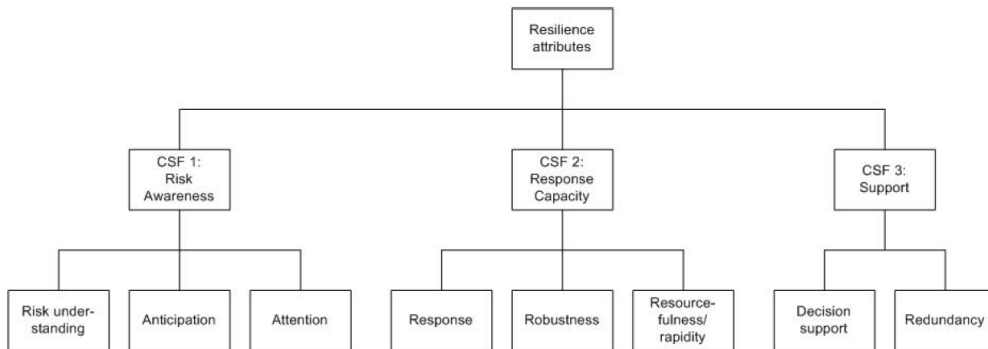 Resilience
attributes
CSF 1:
Risk
Awareness
CSF 2:
Response
Capacity
CSF 3:
Support
Risk under-
standing
Anticipation
Attention
Response
Robustness
Resource-
fulness/
rapidity
Decision
support
Redundancy